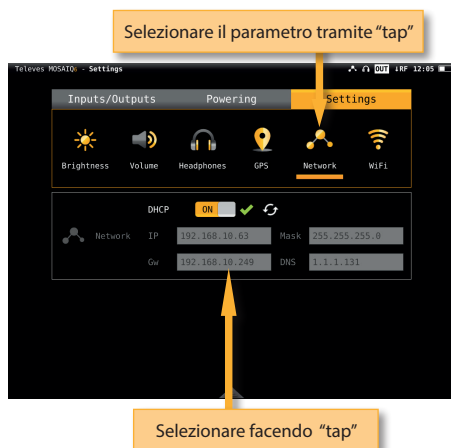 Selezionare il parametro tramite “tap”
Televes MOSAIQ6 - Settings OUT ↓RF 12:05
Inputs/Outputs Powering Settings
Brightness Volume Headphones GPS Network WiFi
DHCP ON
Network IP 192.168.10.63 Mask 255.255.255.0
Gw 192.168.10.249 DNS 1.1.1.131
Selezionare facendo “tap”